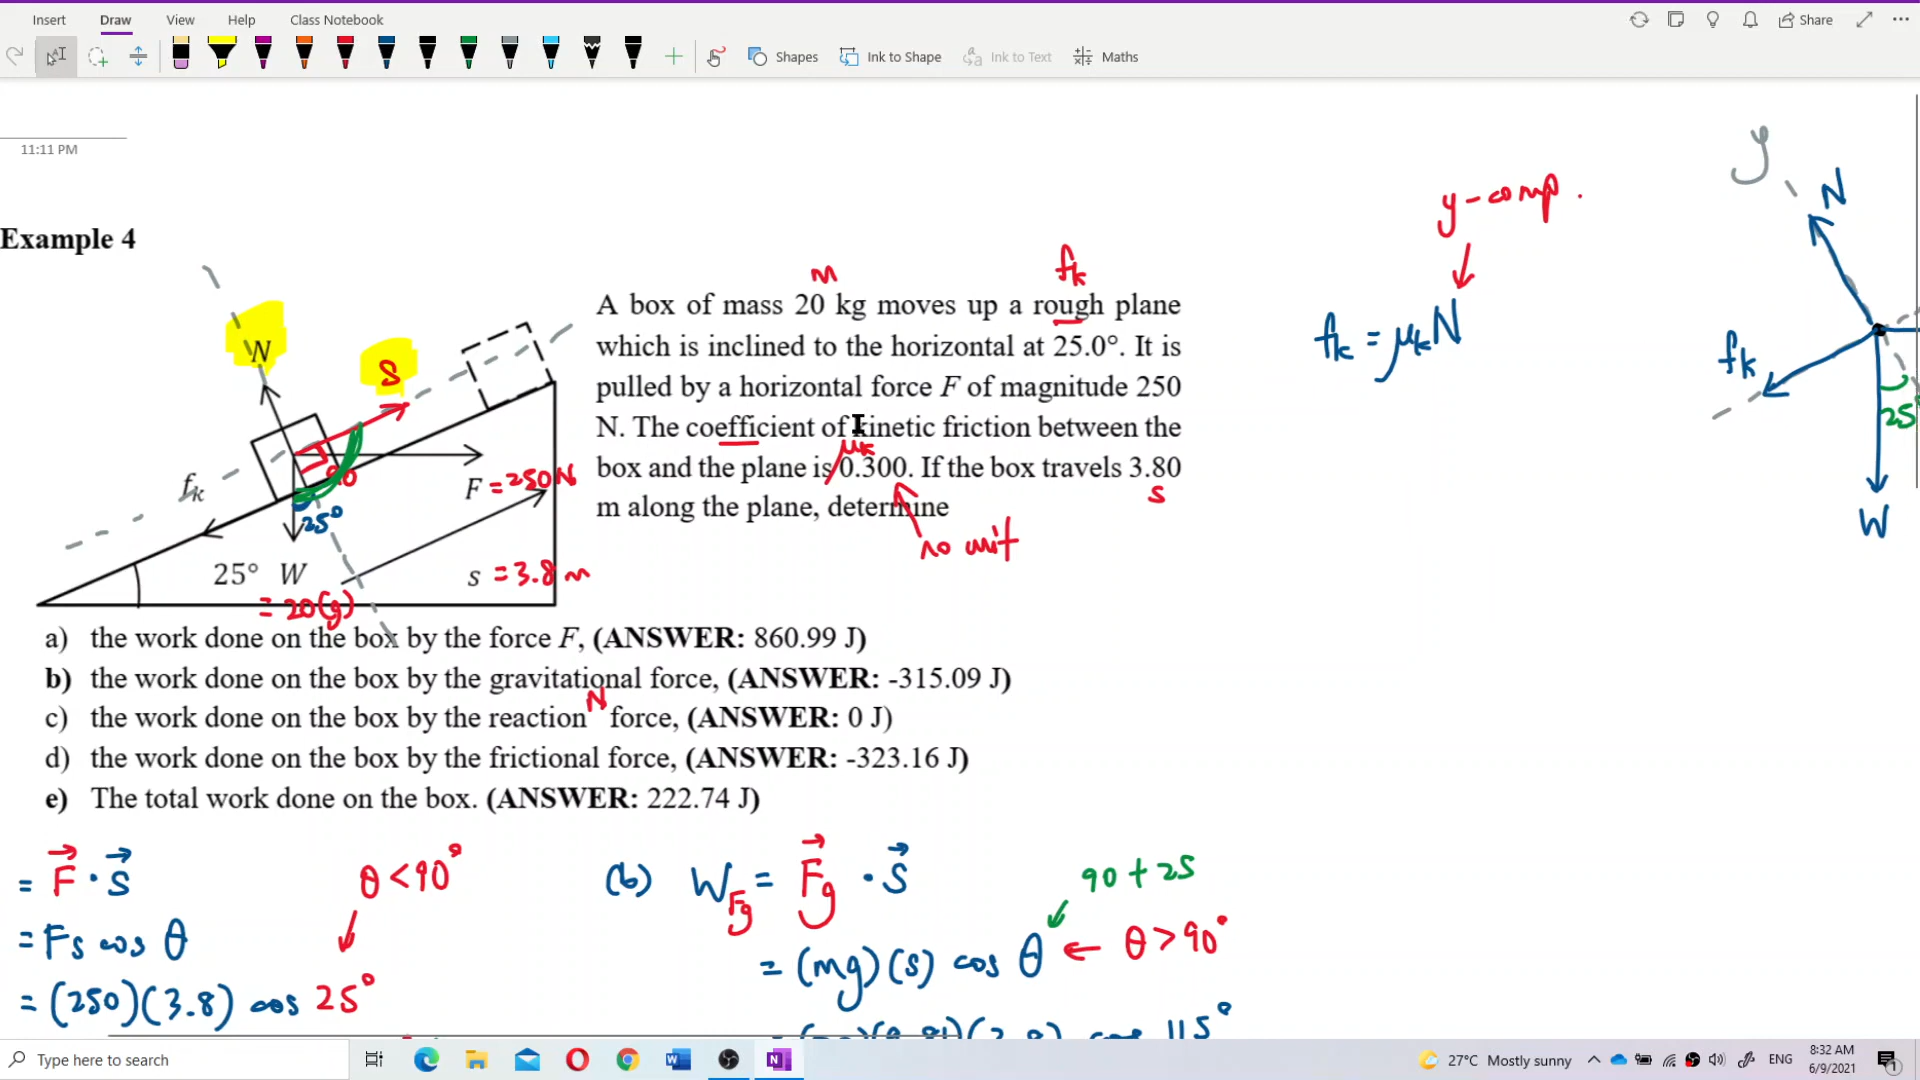 Insert Draw View Help Class Notebook Share
Shapes Ink to Shape Ink to Text Maths
11:11 PM
y-comp.
y
N
Example 4
m
fk
A box of mass 20 kg moves up a rough plane
which is inclined to the horizontal at 25.0°. It is
pulled by a horizontal force F of magnitude 250
N. The coefficient of kinetic friction between the
μk
box and the plane is 0.300. If the box travels 3.80
s
m along the plane, determine
no unit
fk = μkN
fk
25°
W
N
S
90
fk
F = 250N
25°
25° W
= 20(g)
s = 3.8 m
a) the work done on the box by the force F, (ANSWER: 860.99 J)
b) the work done on the box by the gravitational force, (ANSWER: -315.09 J)
N
c) the work done on the box by the reaction force, (ANSWER: 0 J)
d) the work done on the box by the frictional force, (ANSWER: -323.16 J)
e) The total work done on the box. (ANSWER: 222.74 J)
= F · s
θ < 90°
= Fs cos θ
= (250)(3.8) cos 25°
(b) WFg = Fg · s
90 + 25
= (mg)(s) cos θ ← θ > 90°
cos 115°
Type here to search
27°C Mostly sunny ENG 8:32 AM
6/9/2021